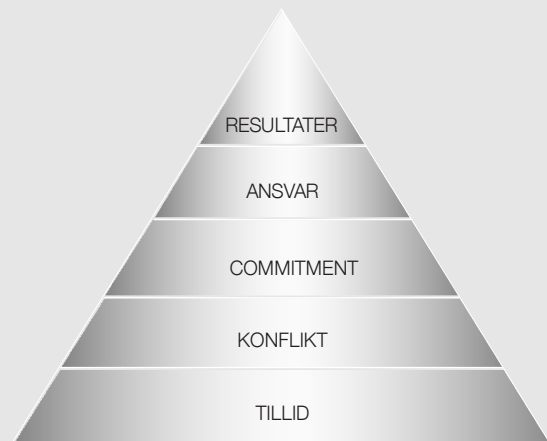 RESULTATER
ANSVAR
COMMITMENT
KONFLIKT
TILLID